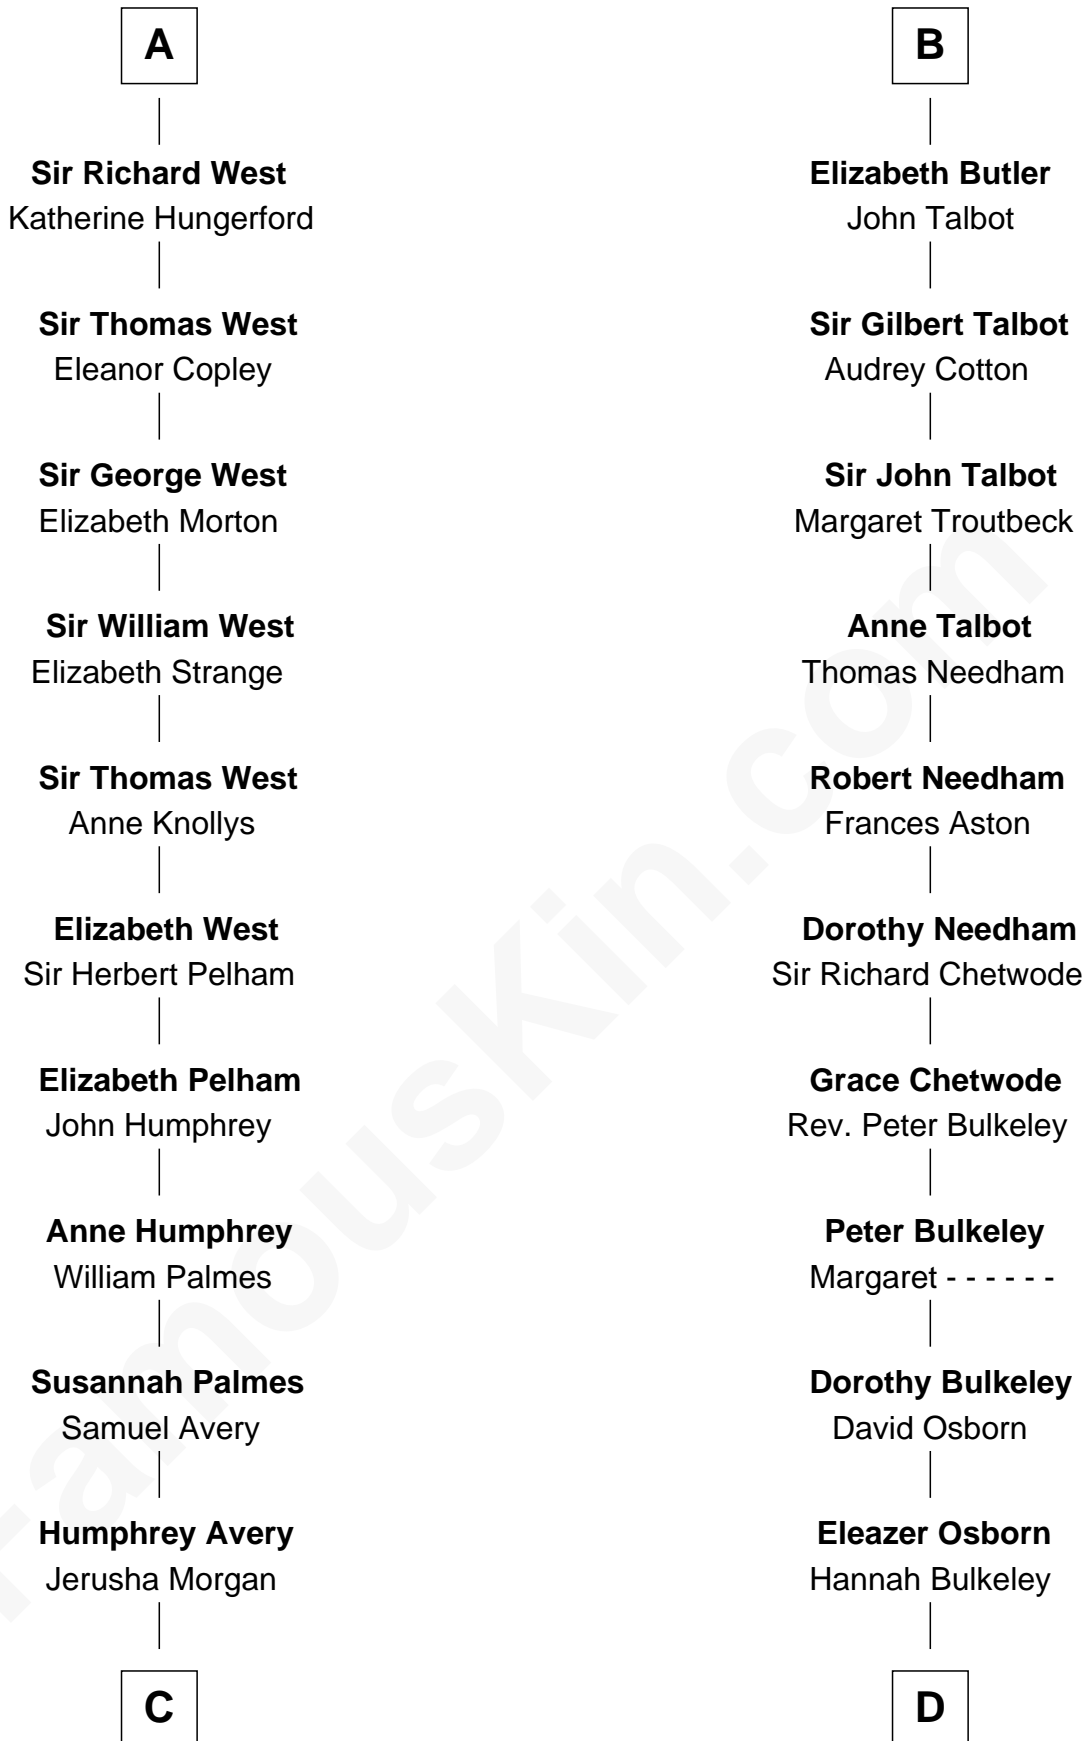 A
Sir Richard West
Katherine Hungerford
Sir Thomas West
Eleanor Copley
Sir George West
Elizabeth Morton
Sir William West
Elizabeth Strange
Sir Thomas West
Anne Knollys
Elizabeth West
Sir Herbert Pelham
Elizabeth Pelham
John Humphrey
Anne Humphrey
William Palmes
Susannah Palmes
Samuel Avery
Humphrey Avery
Jerusha Morgan
C
B
Elizabeth Butler
John Talbot
Sir Gilbert Talbot
Audrey Cotton
Sir John Talbot
Margaret Troutbeck
Anne Talbot
Thomas Needham
Robert Needham
Frances Aston
Dorothy Needham
Sir Richard Chetwode
Grace Chetwode
Rev. Peter Bulkeley
Peter Bulkeley
Margaret - - - - - -
Dorothy Bulkeley
David Osborn
Eleazer Osborn
Hannah Bulkeley
D
FamousKin.com